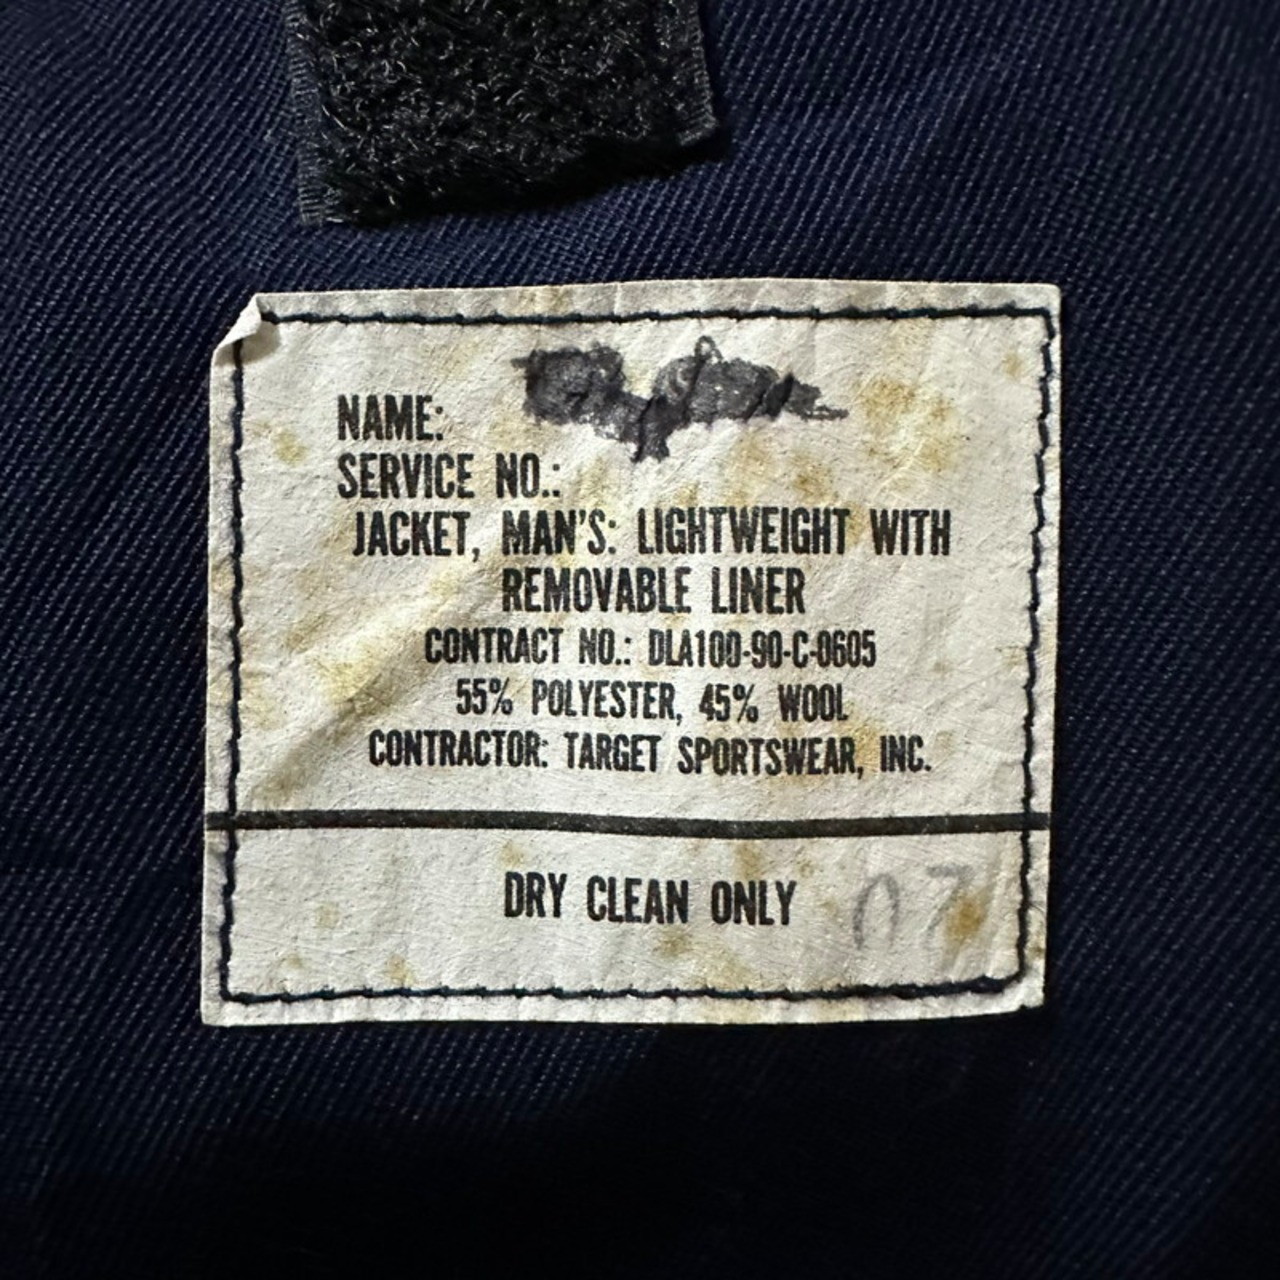 NAME:
SERVICE NO.:
JACKET, MAN'S: LIGHTWEIGHT WITH
REMOVABLE LINER
CONTRACT NO.: DLA100-90-C-0605
55% POLYESTER, 45% WOOL
CONTRACTOR: TARGET SPORTSWEAR, INC.
DRY CLEAN ONLY 07